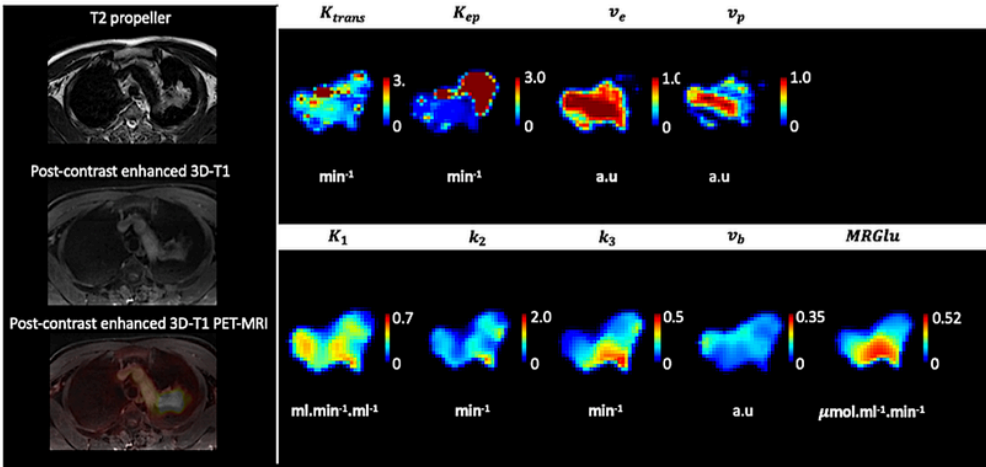 T2 propeller
Post-contrast enhanced 3D-T1
Post-contrast enhanced 3D-T1 PET-MRI
K_trans K_ep v_e v_p
3. 3.0 1.0 1.0
0 0 0 0
min⁻¹ min⁻¹ a.u a.u
K₁ k₂ k₃ v_b MRGlu
0.7 2.0 0.5 0.35 0.52
0 0 0 0 0
ml.min⁻¹.ml⁻¹ min⁻¹ min⁻¹ a.u μmol.ml⁻¹.min⁻¹